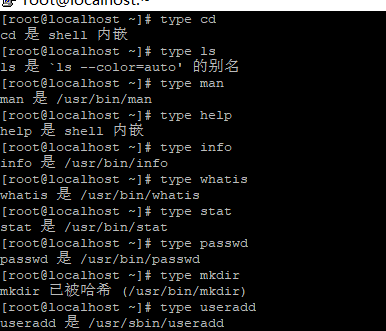 root@localhost:~
[root@localhost ~]# type cd
cd 是 shell 内嵌
[root@localhost ~]# type ls
ls 是 `ls --color=auto' 的别名
[root@localhost ~]# type man
man 是 /usr/bin/man
[root@localhost ~]# type help
help 是 shell 内嵌
[root@localhost ~]# type info
info 是 /usr/bin/info
[root@localhost ~]# type whatis
whatis 是 /usr/bin/whatis
[root@localhost ~]# type stat
stat 是 /usr/bin/stat
[root@localhost ~]# type passwd
passwd 是 /usr/bin/passwd
[root@localhost ~]# type mkdir
mkdir 已被哈希 (/usr/bin/mkdir)
[root@localhost ~]# type useradd
useradd 是 /usr/sbin/useradd